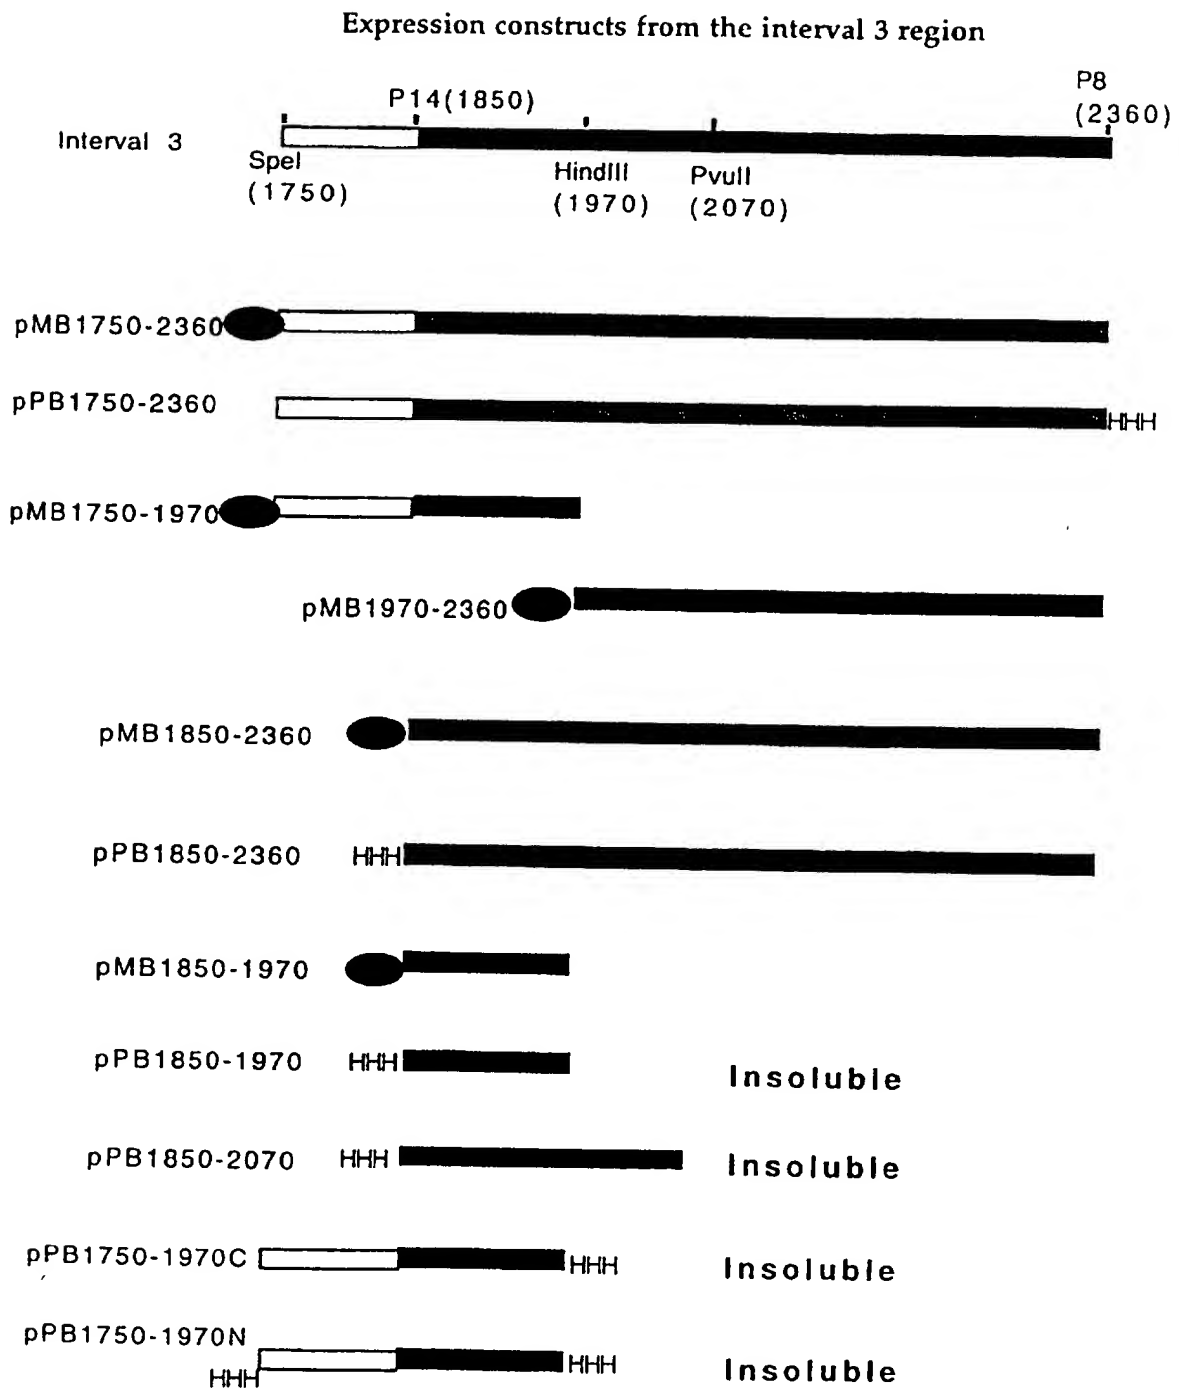 Expression constructs from the interval 3 region
P8
P14(1850)
(2360)
Interval 3
SpeI
HindIII
PvuII
(1750)
(1970)
(2070)
pMB1750-2360
pPB1750-2360
HHH
pMB1750-1970
pMB1970-2360
pMB1850-2360
pPB1850-2360 HHH
pMB1850-1970
pPB1850-1970 HHH
Insoluble
pPB1850-2070 HHH
Insoluble
pPB1750-1970C
HHH
Insoluble
pPB1750-1970N
HHH
HHH
Insoluble